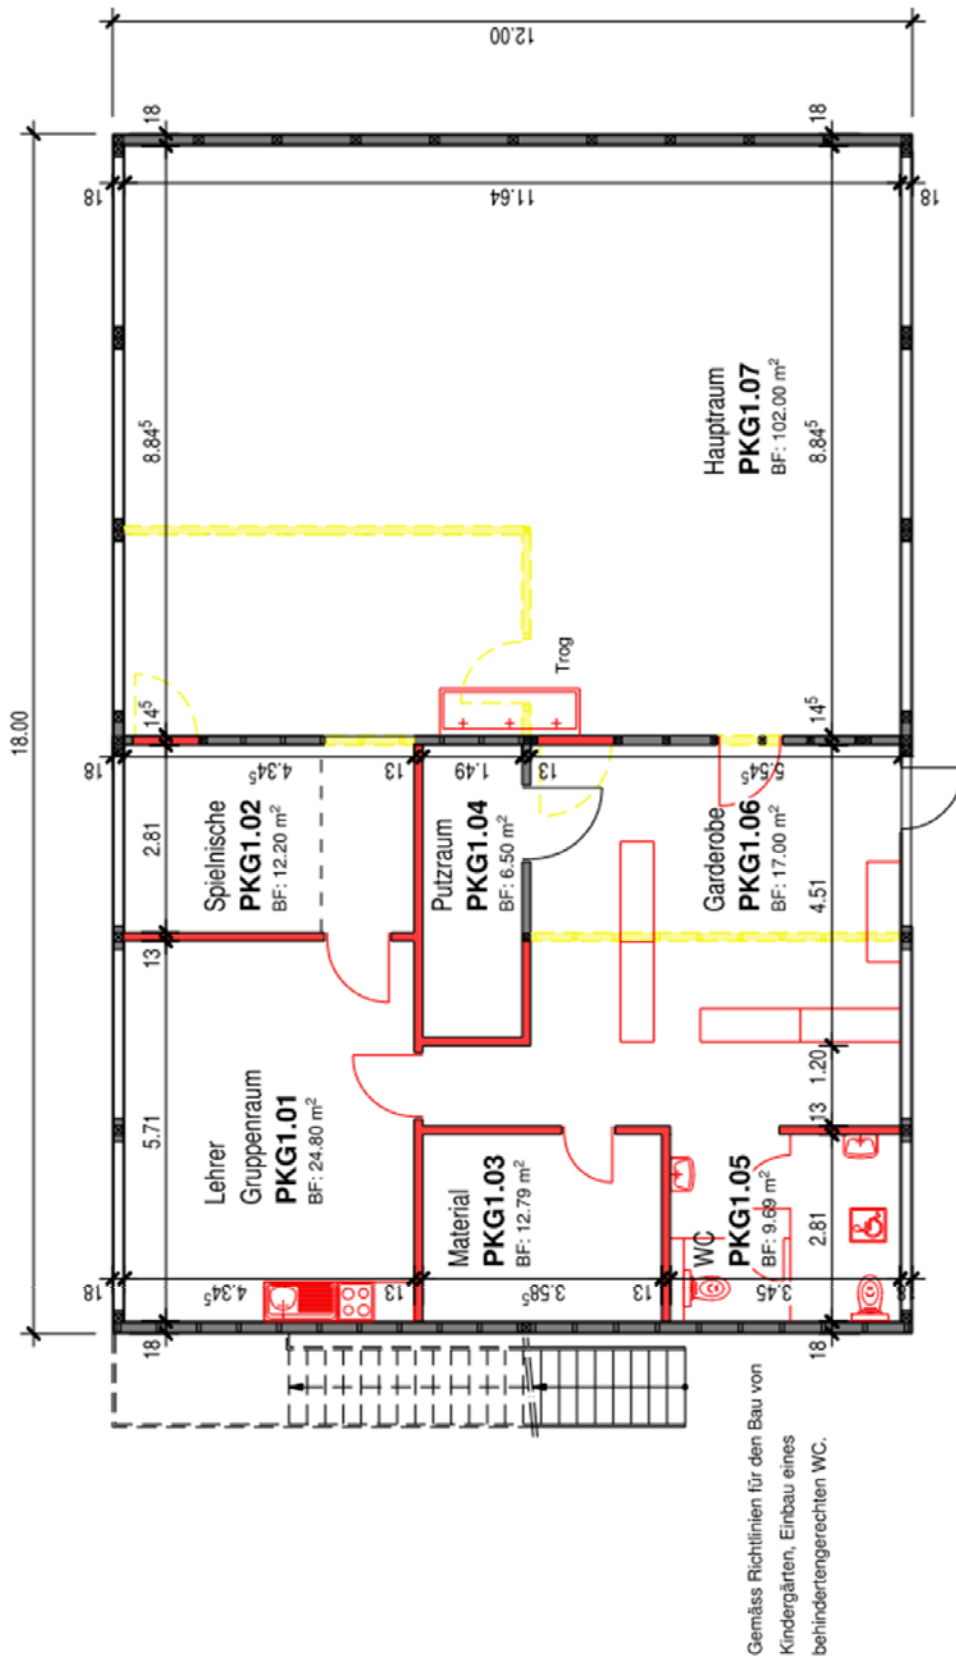 18.00
12.00
18
8.84⁵
14⁵
2.81
13
5.71
18
18
11.64
18
Hauptraum
PKG1.07
BF: 102.00 m²
Trog
18
4.34⁵
13
1.49
13
5.54⁵
Spielnische
PKG1.02
BF: 12.20 m²
Putzraum
PKG1.04
BF: 6.50 m²
Garderobe
PKG1.06
BF: 17.00 m²
Lehrer
Gruppenraum
PKG1.01
BF: 24.80 m²
Material
PKG1.03
BF: 12.79 m²
WC
PKG1.05
BF: 9.69 m²
18
4.34⁵
13
3.58⁵
13
3.45
18
18
8.84⁵
14⁵
4.51
1.20
13
2.81
18
Gemäss Richtlinien für den Bau von
Kindergärten, Einbau eines
behindertengerechten WC.